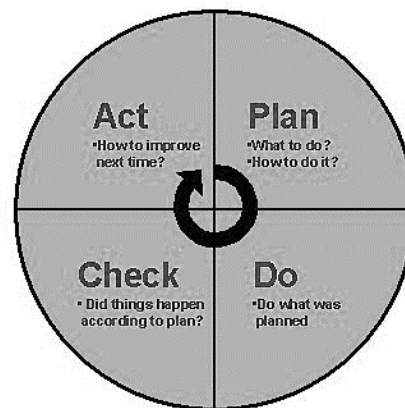 Act
•How to improve
next time?
Plan
•What to do?
•How to do it?
Check
• Did things happen
according to plan?
Do
•Do what was
planned